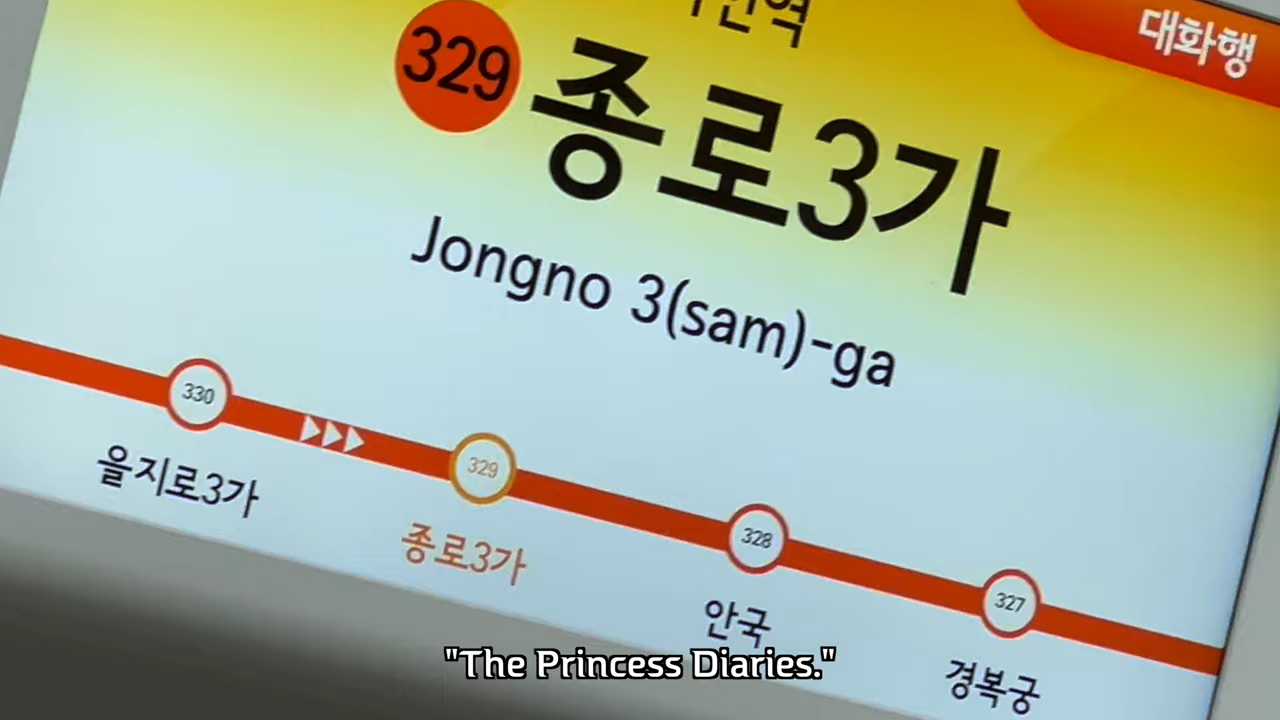 대화행
329 종로3가
Jongno 3(sam)-ga
330
329
328
327
을지로3가
종로3가
안국
경복궁
"The Princess Diaries."